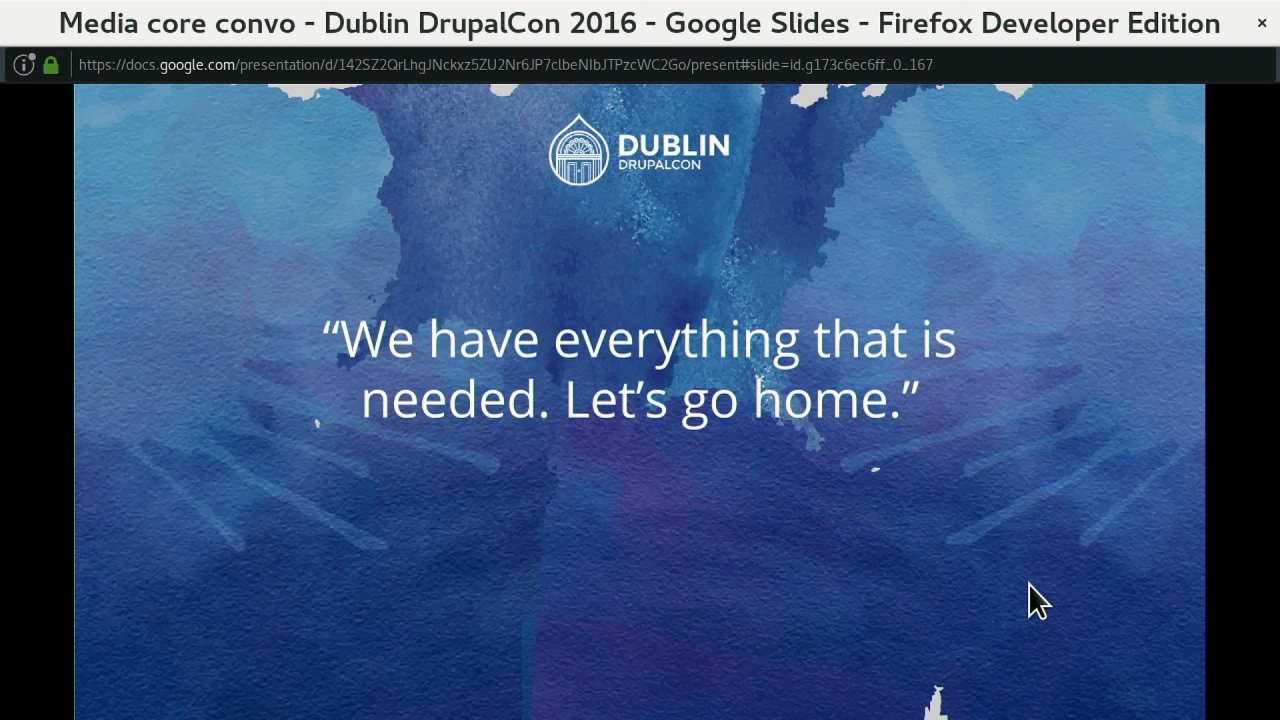 Media core convo - Dublin DrupalCon 2016 - Google Slides - Firefox Developer Edition ×
https://docs.google.com/presentation/d/142SZ2QrLhgJNckxz5ZU2Nr6JP7clbeNIbJTPzcWC2Go/present#slide=id.g173c6ec6ff_0_167
DUBLIN
DRUPALCON
“We have everything that is
needed. Let’s go home.”